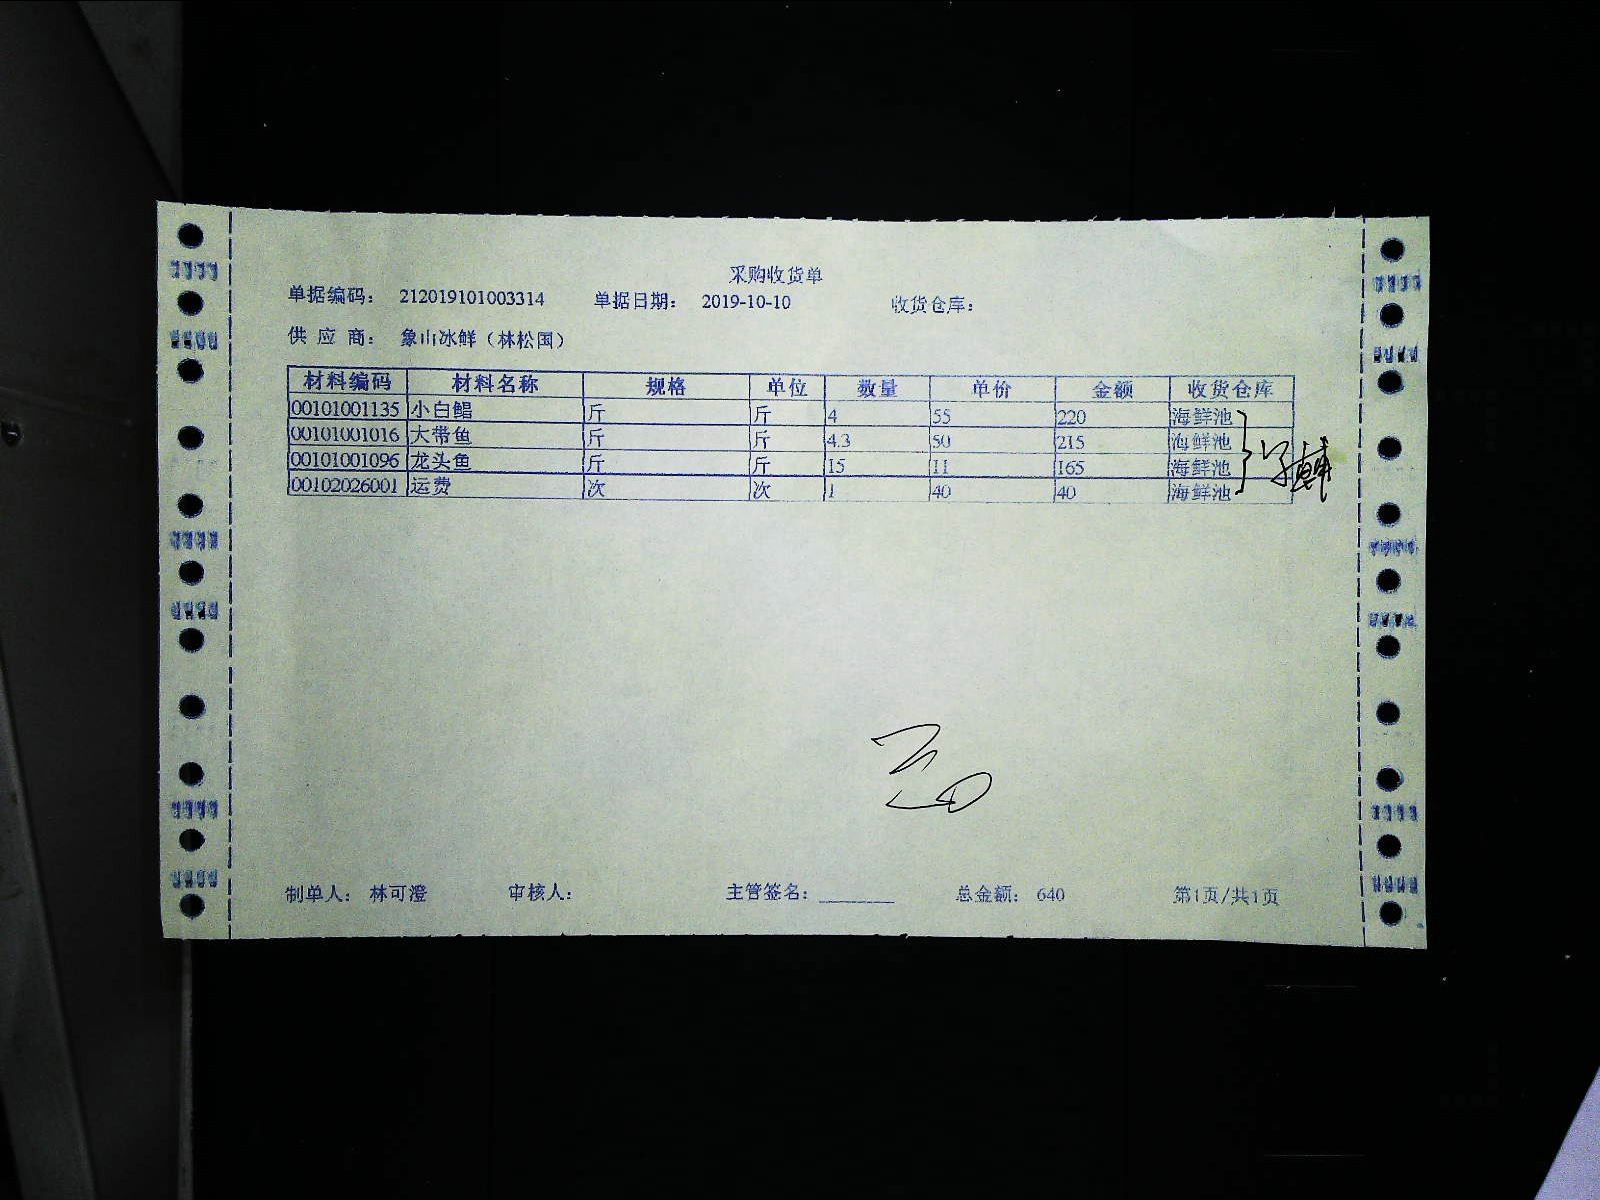 采购收货单
单据编码： 212019101003314 单据日期： 2019-10-10 收货仓库：
供 应 商： 象山冰鲜（林松国）
材料编码 材料名称 规格 单位 数量 单价 金额 收货仓库
00101001135 小白鲳 斤 斤 4 55 220 海鲜池
00101001016 大带鱼 斤 斤 4.3 50 215 海鲜池
00101001096 龙头鱼 斤 斤 15 11 165 海鲜池
00102026001 运费 次 次 1 40 40 海鲜池
制单人： 林可澄 审核人： 主管签名：________ 总金额： 640 第1页/共1页